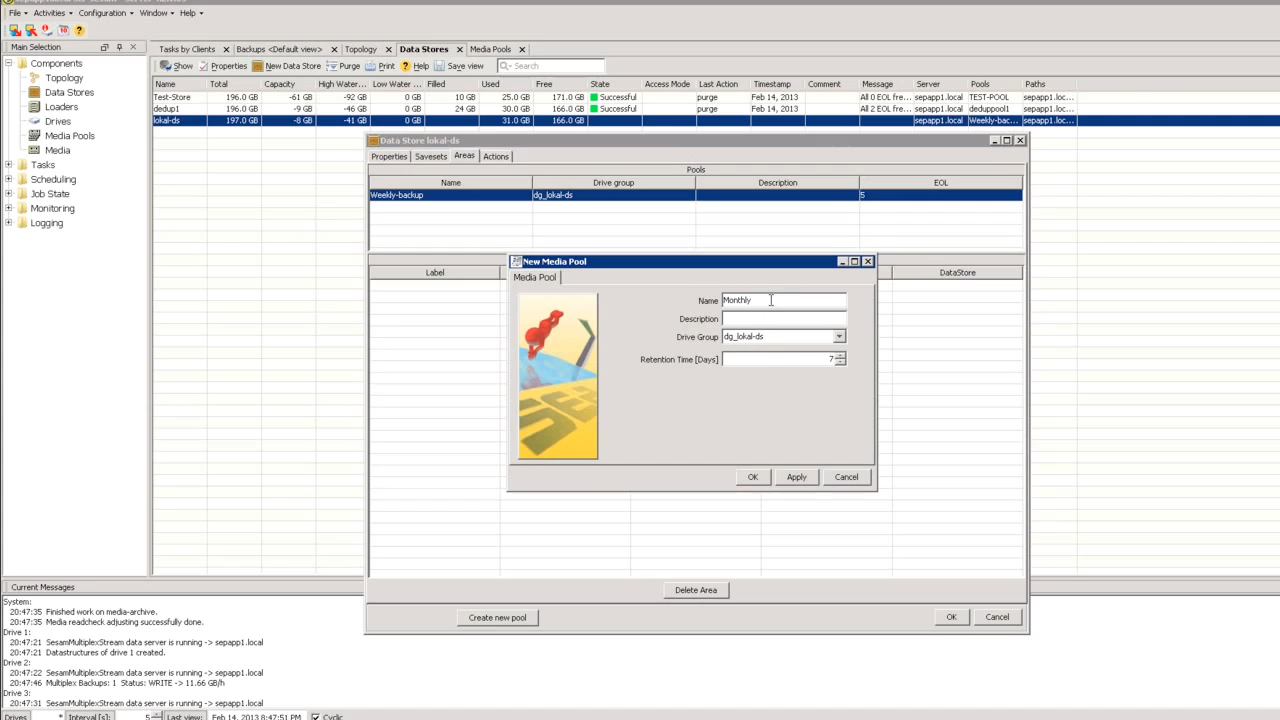 File Activities Configuration Window Help
Main Selection
Components
Topology
Data Stores
Loaders
Drives
Media Pools
Media
Tasks
Scheduling
Job State
Monitoring
Logging
Tasks by Clients Backups <Default view> Topology Data Stores Media Pools
Show Properties New Data Store Purge Print Help Save view Search
Name Total Capacity High Water... Low Water ... Filled Used Free State Access Mode Last Action Timestamp Comment Message Server Pools Paths
Test-Store 196.0 GB -61 GB -92 GB 0 GB 10 GB 25.0 GB 171.0 GB Successful purge Feb 14, 2013 All 0 EOL fre... sepapp1.local TEST-POOL sepapp1.loc...
dedup1 196.0 GB -9 GB -46 GB 0 GB 24 GB 30.0 GB 166.0 GB Successful purge Feb 14, 2013 All 2 EOL fre... sepapp1.local deduppool1 sepapp1.loc...
lokal-ds 197.0 GB -8 GB -41 GB 0 GB 31.0 GB 166.0 GB sepapp1.local Weekly-bac... sepapp1.loc...
Data Store lokal-ds
Properties Savesets Areas Actions
Pools
Name Drive group Description EOL
Weekly-backup dg_lokal-ds 5
Label DataStore
New Media Pool
Media Pool
Name Monthly
Description
Drive Group dg_lokal-ds
Retention Time [Days] 7
OK Apply Cancel
Delete Area
Create new pool OK Cancel
Current Messages
System:
20:47:35 Finished work on media-archive.
20:47:35 Media readcheck adjusting successfully done.
Drive 1:
20:47:21 SesamMultiplexStream data server is running -> sepapp1.local
20:47:21 Datastructures of drive 1 created.
Drive 2:
20:47:22 SesamMultiplexStream data server is running -> sepapp1.local
20:47:46 Multiplex Backups: 1 Status: WRITE -> 11.66 GB/h
Drive 3:
20:47:31 SesamMultiplexStream data server is running -> sepapp1.local
Drives * Interval[s]: 5 Last view: Feb 14, 2013 8:47:51 PM Cyclic